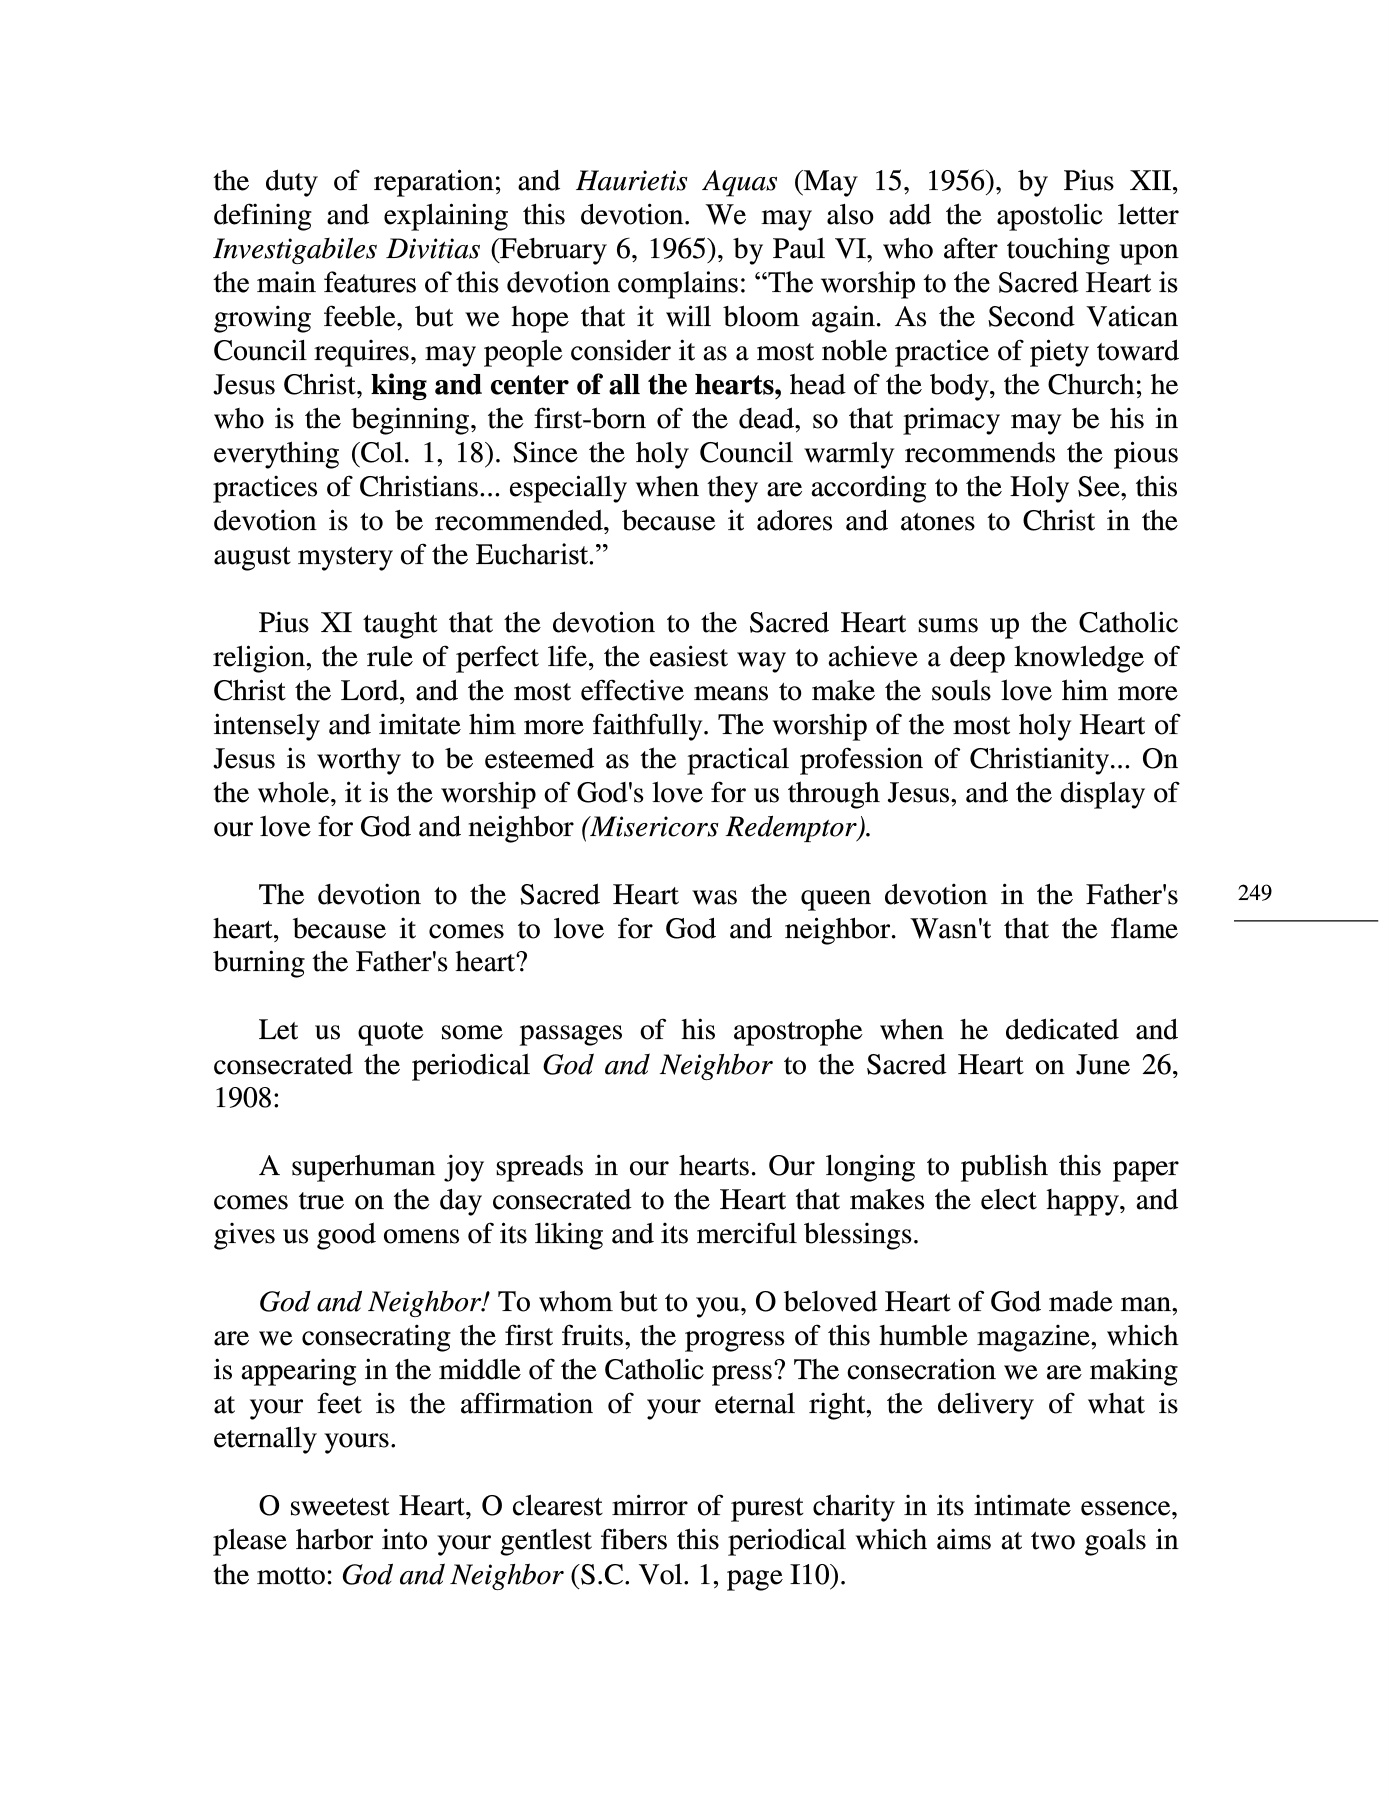 the duty of reparation; and Haurietis Aquas (May 15, 1956), by Pius XII,
defining and explaining this devotion. We may also add the apostolic letter
Investigabiles Divitias (February 6, 1965), by Paul VI, who after touching upon
the main features of this devotion complains: “The worship to the Sacred Heart is
growing feeble, but we hope that it will bloom again. As the Second Vatican
Council requires, may people consider it as a most noble practice of piety toward
Jesus Christ, king and center of all the hearts, head of the body, the Church; he
who is the beginning, the first-born of the dead, so that primacy may be his in
everything (Col. 1, 18). Since the holy Council warmly recommends the pious
practices of Christians... especially when they are according to the Holy See, this
devotion is to be recommended, because it adores and atones to Christ in the
august mystery of the Eucharist.”
Pius XI taught that the devotion to the Sacred Heart sums up the Catholic
religion, the rule of perfect life, the easiest way to achieve a deep knowledge of
Christ the Lord, and the most effective means to make the souls love him more
intensely and imitate him more faithfully. The worship of the most holy Heart of
Jesus is worthy to be esteemed as the practical profession of Christianity... On
the whole, it is the worship of God's love for us through Jesus, and the display of
our love for God and neighbor (Misericors Redemptor).
The devotion to the Sacred Heart was the queen devotion in the Father's
heart, because it comes to love for God and neighbor. Wasn't that the flame
burning the Father's heart?
249
Let us quote some passages of his apostrophe when he dedicated and
consecrated the periodical God and Neighbor to the Sacred Heart on June 26,
1908:
A superhuman joy spreads in our hearts. Our longing to publish this paper
comes true on the day consecrated to the Heart that makes the elect happy, and
gives us good omens of its liking and its merciful blessings.
God and Neighbor! To whom but to you, O beloved Heart of God made man,
are we consecrating the first fruits, the progress of this humble magazine, which
is appearing in the middle of the Catholic press? The consecration we are making
at your feet is the affirmation of your eternal right, the delivery of what is
eternally yours.
O sweetest Heart, O clearest mirror of purest charity in its intimate essence,
please harbor into your gentlest fibers this periodical which aims at two goals in
the motto: God and Neighbor (S.C. Vol. 1, page I10).